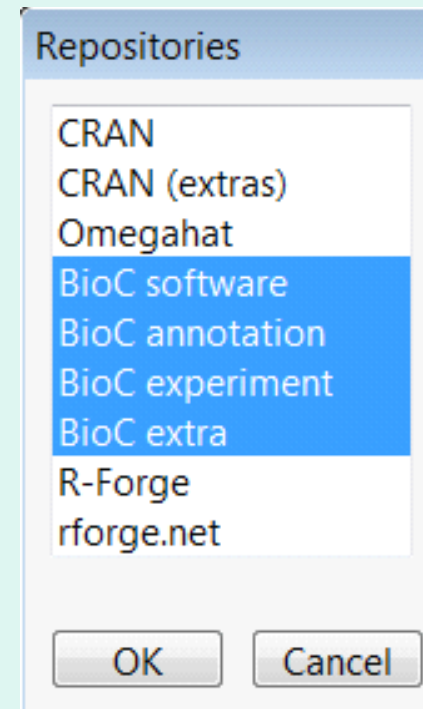 Repositories
CRAN
CRAN (extras)
Omegahat
BioC software
BioC annotation
BioC experiment
BioC extra
R-Forge
rforge.net
OK Cancel